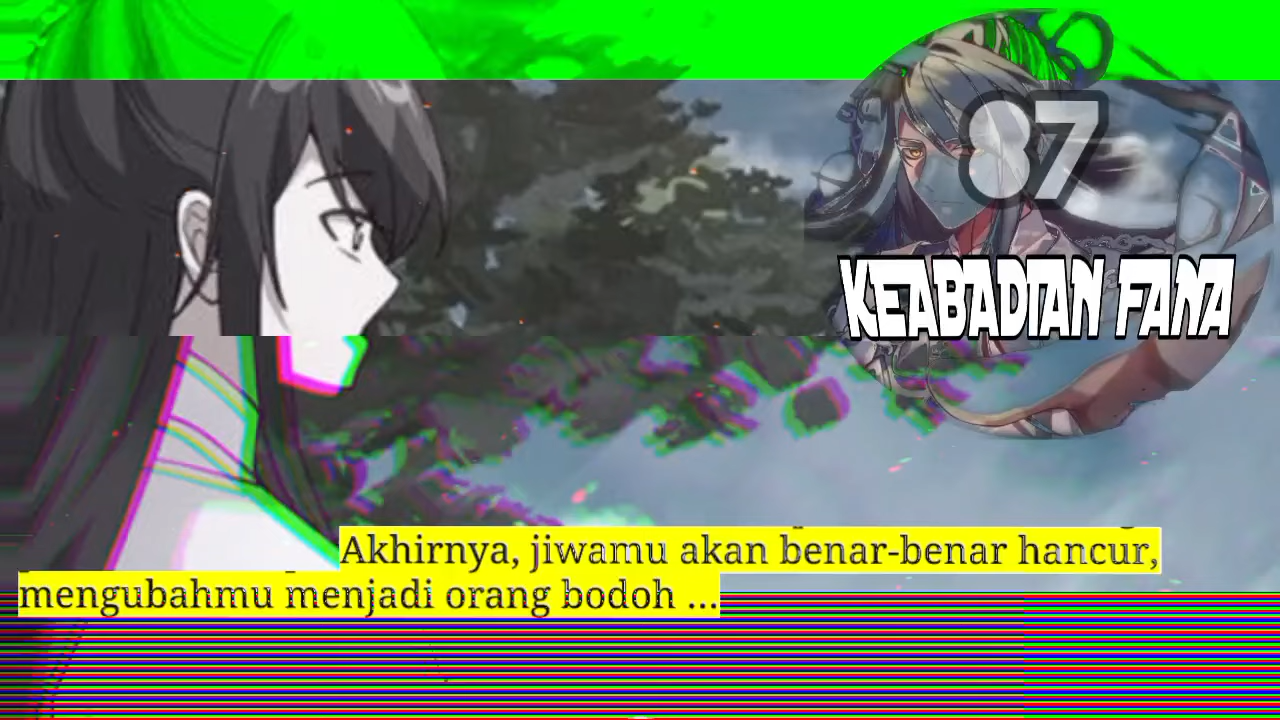 87
KEABADIAN FANA
Akhirnya, jiwamu akan benar-benar hancur,
mengubahmu menjadi orang bodoh ...